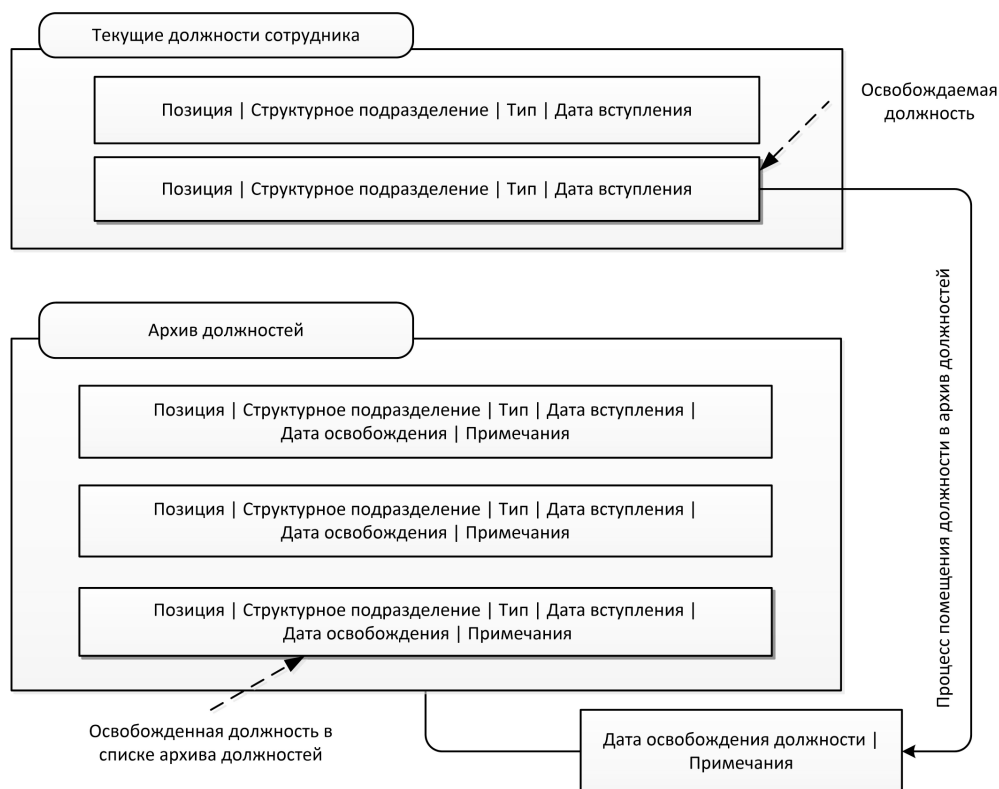 Текущие должности сотрудника
Позиция | Структурное подразделение | Тип | Дата вступления
Позиция | Структурное подразделение | Тип | Дата вступления
Освобождаемая
должность
Архив должностей
Позиция | Структурное подразделение | Тип | Дата вступления |
Дата освобождения | Примечания
Позиция | Структурное подразделение | Тип | Дата вступления |
Дата освобождения | Примечания
Позиция | Структурное подразделение | Тип | Дата вступления |
Дата освобождения | Примечания
Процесс помещения должности в архив должностей
Освобожденная должность в
списке архива должностей
Дата освобождения должности |
Примечания